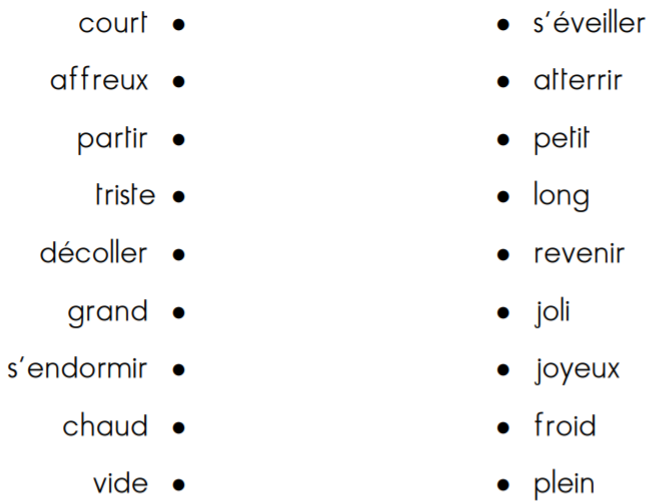 court • • s'éveiller
affreux • • atterrir
partir • • petit
triste • • long
décoller • • revenir
grand • • joli
s'endormir • • joyeux
chaud • • froid
vide • • plein